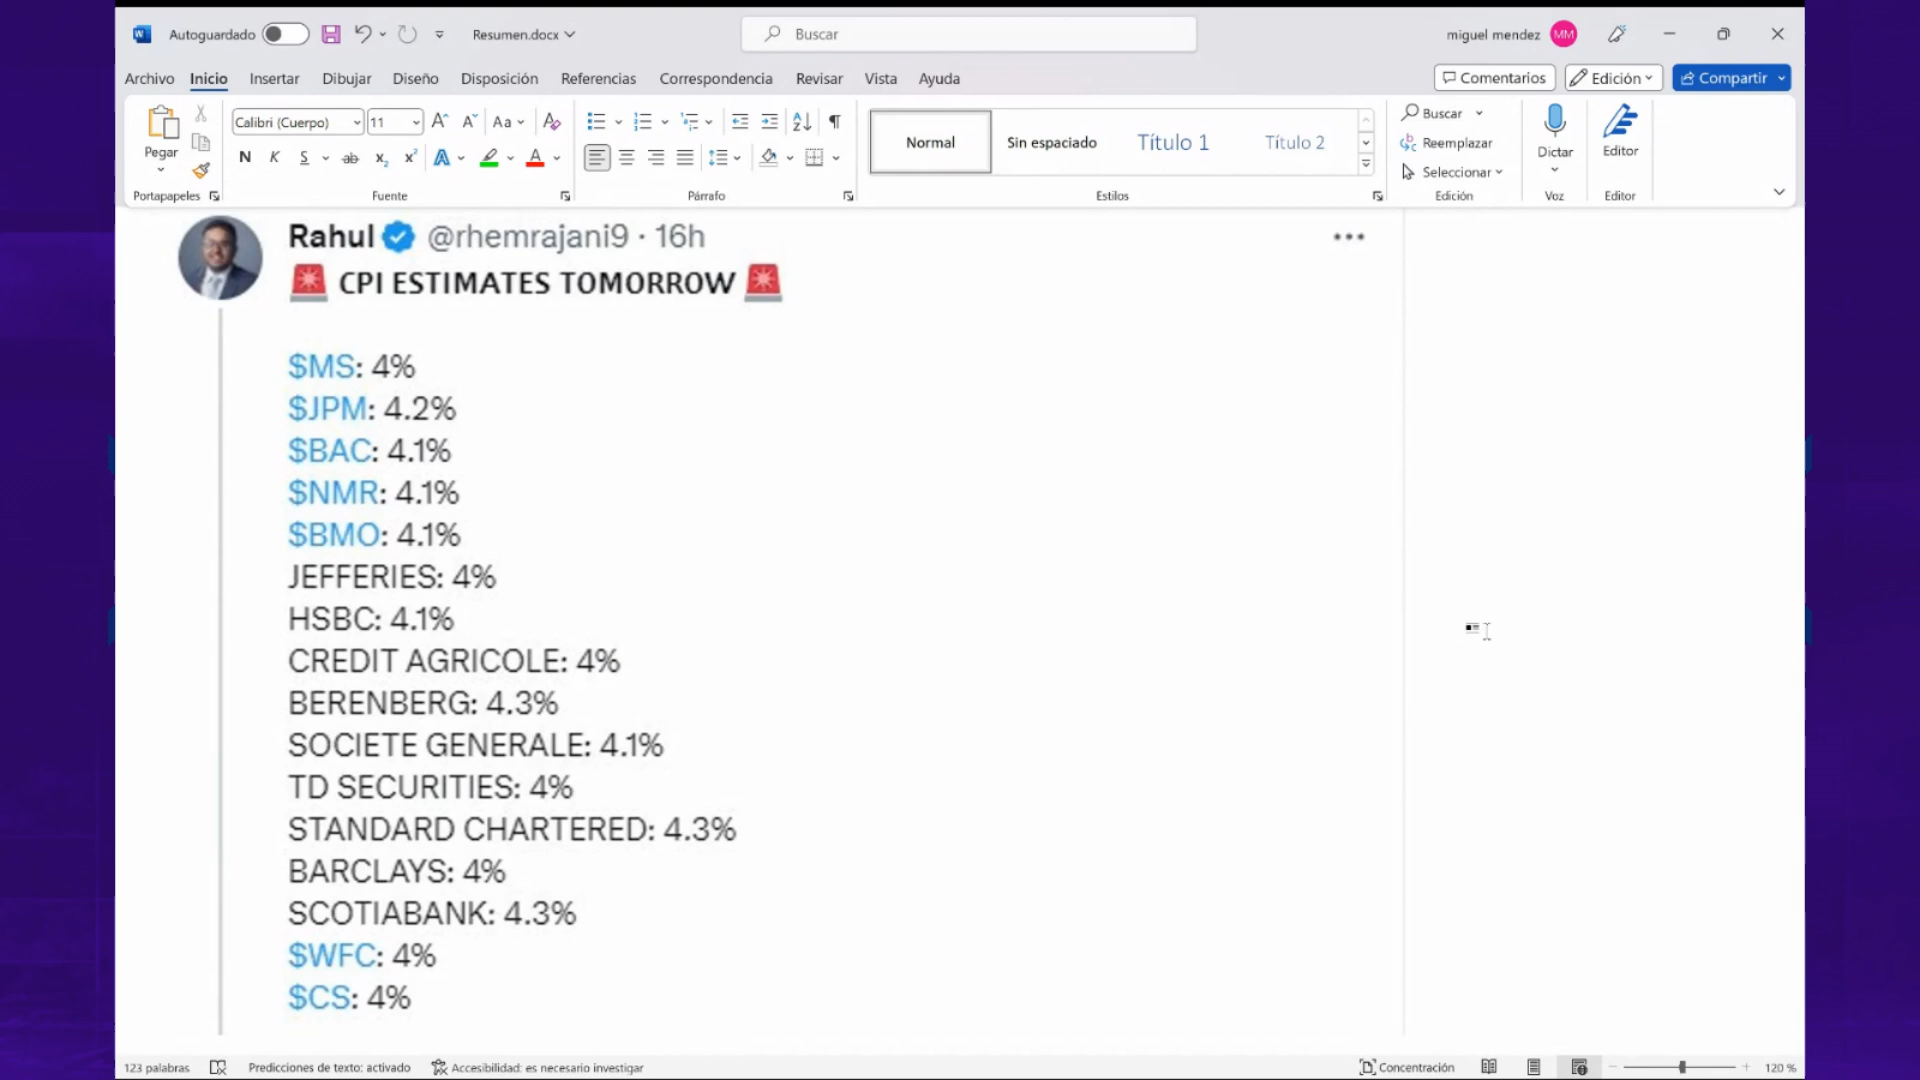 Autoguardado
Resumen.docx
Buscar
miguel mendez
MM
Archivo Inicio Insertar Dibujar Diseño Disposición Referencias Correspondencia Revisar Vista Ayuda
Comentarios Edición Compartir
Pegar
Portapapeles
Calibri (Cuerpo) 11
Aa
N K S ab x₂ x² A A
Fuente
Párrafo
Normal
Sin espaciado
Título 1
Título 2
Estilos
Buscar
Reemplazar
Seleccionar
Edición
Dictar
Voz
Editor
Editor
Rahul @rhemrajani9 · 16h
🚨 CPI ESTIMATES TOMORROW 🚨
$MS: 4%
$JPM: 4.2%
$BAC: 4.1%
$NMR: 4.1%
$BMO: 4.1%
JEFFERIES: 4%
HSBC: 4.1%
CREDIT AGRICOLE: 4%
BERENBERG: 4.3%
SOCIETE GENERALE: 4.1%
TD SECURITIES: 4%
STANDARD CHARTERED: 4.3%
BARCLAYS: 4%
SCOTIABANK: 4.3%
$WFC: 4%
$CS: 4%
123 palabras
Predicciones de texto: activado
Accesibilidad: es necesario investigar
Concentración
120 %